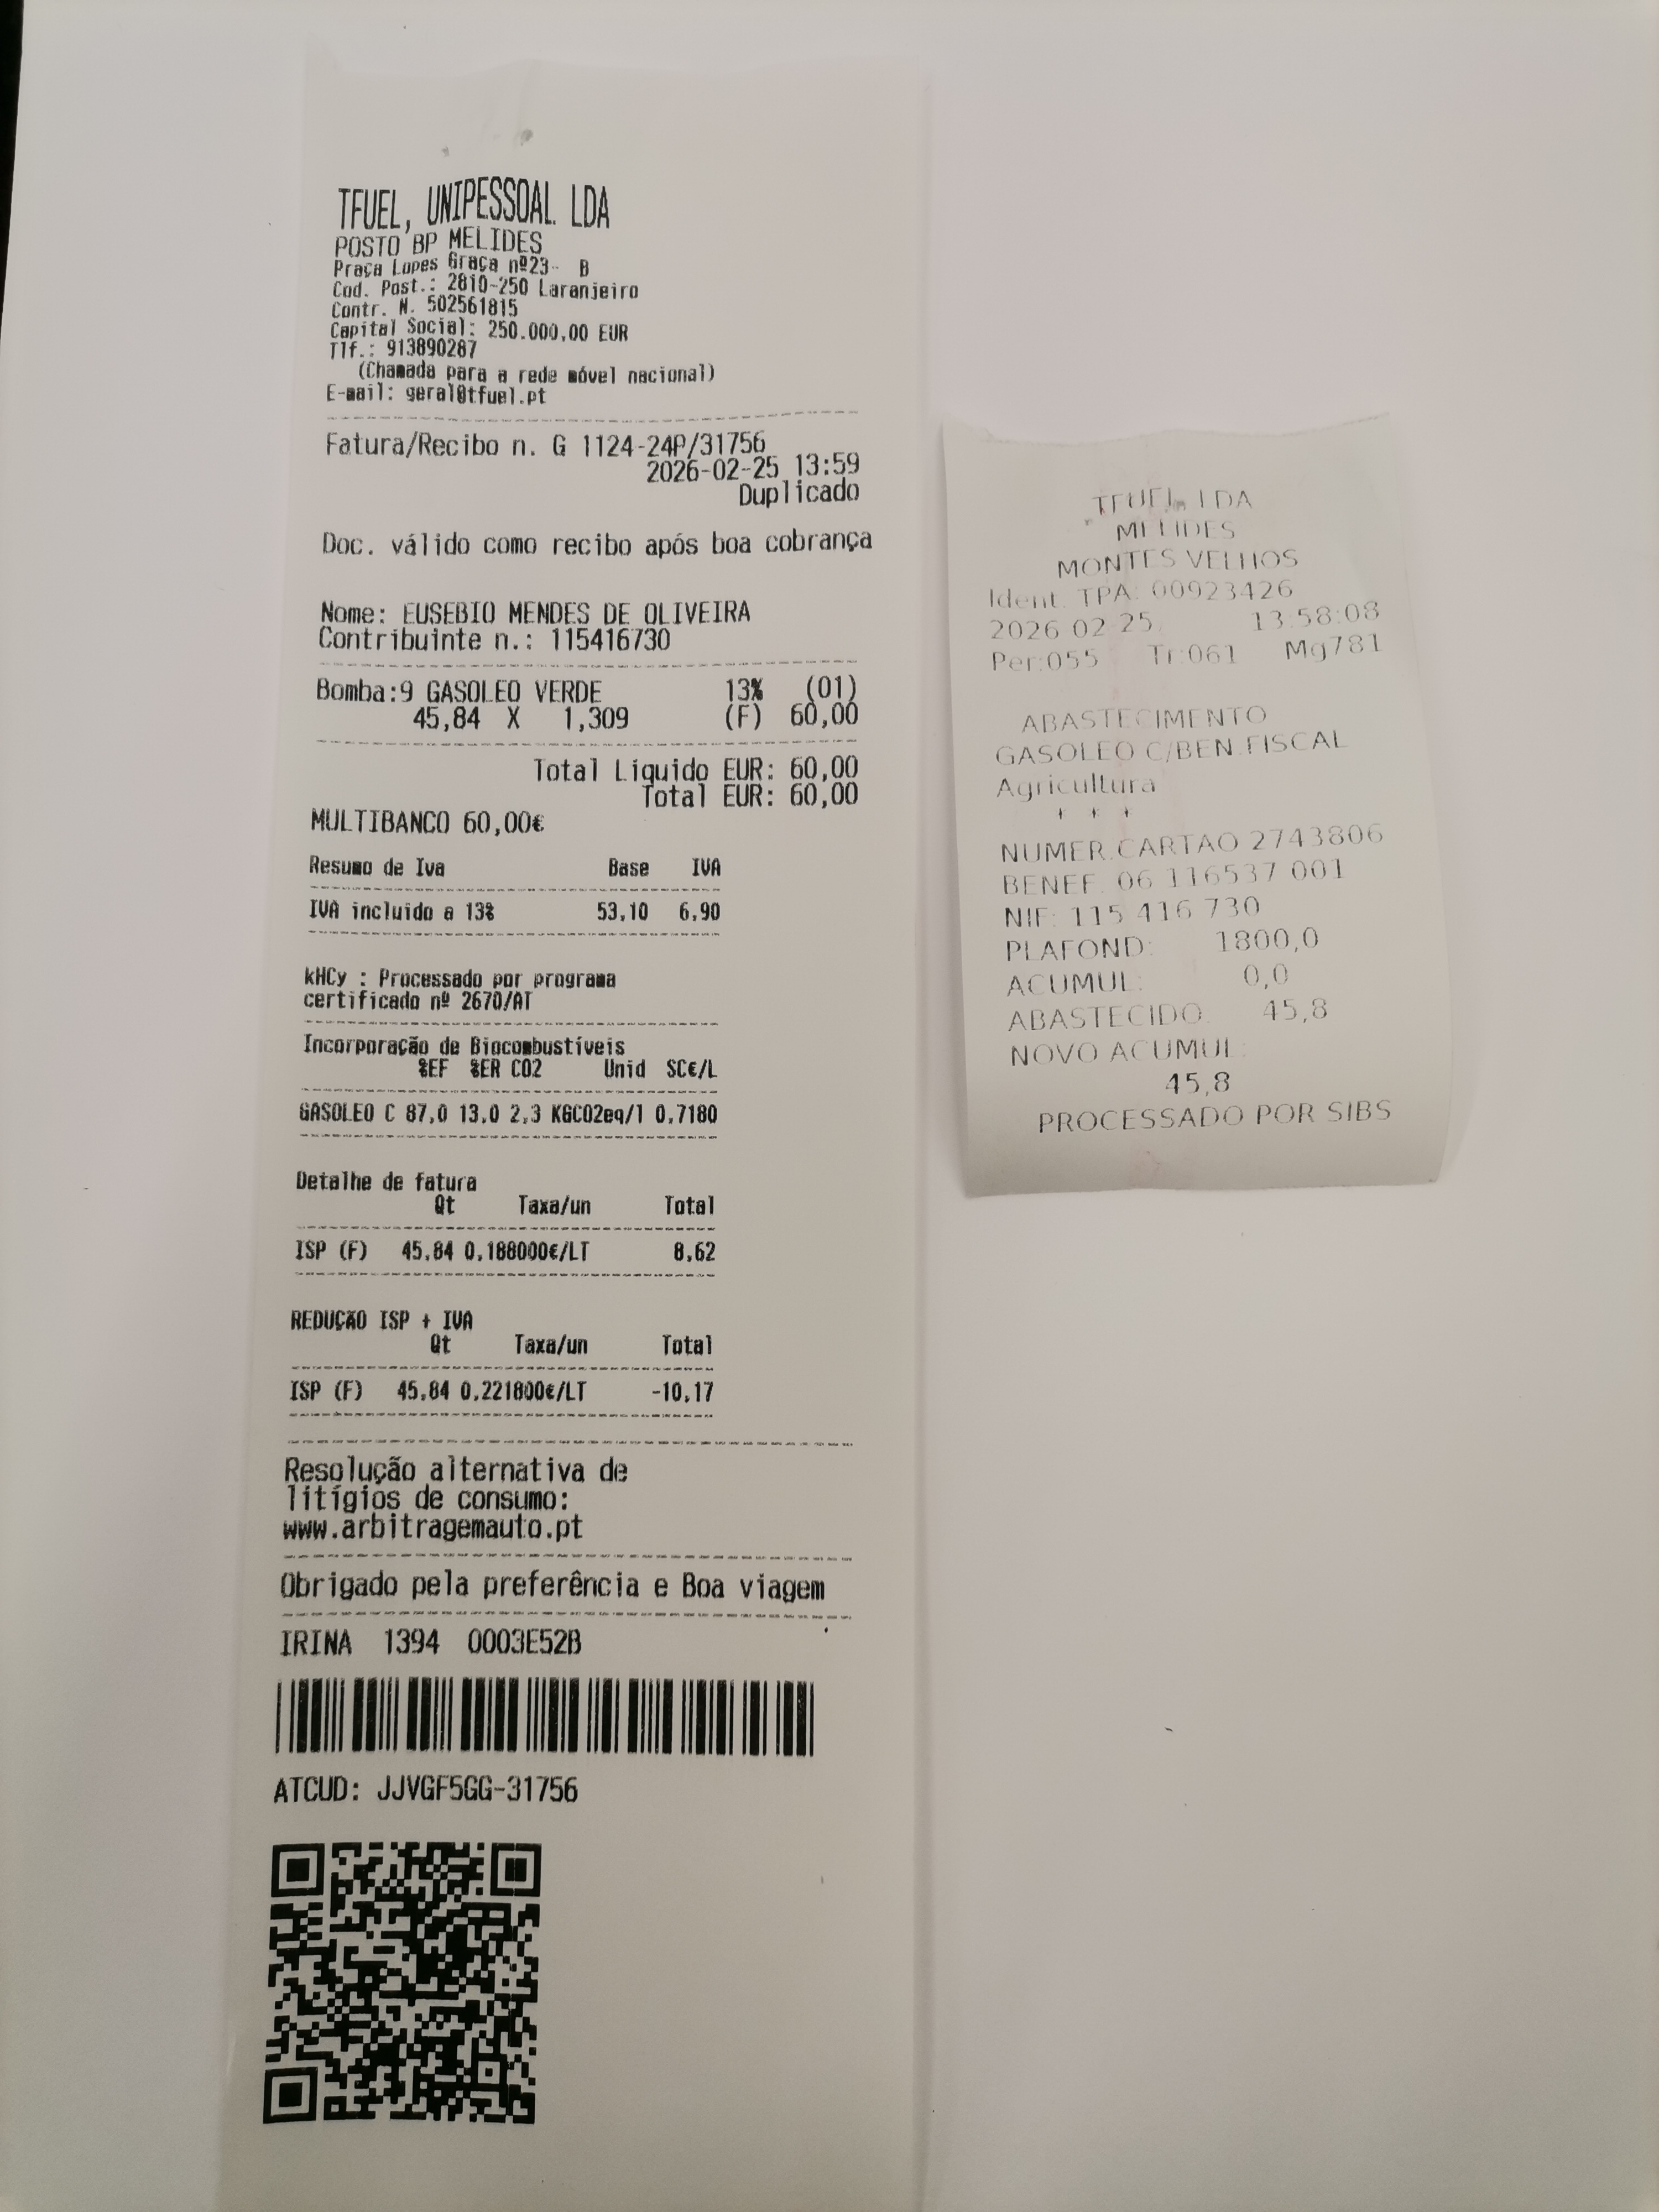 TFUEL, UNIPESSOAL LDA
POSTO BP MELIDES
Praça Lopes Graça nº23- B
Cod. Post.: 2810-250 Laranjeiro
Contr. N. 502561815
Capital Social: 250.000,00 EUR
Tlf.: 913890287
(Chamada para a rede móvel nacional)
E-mail: geral@tfuel.pt
Fatura/Recibo n. G 1124-24P/31756
2026-02-25 13:59
Duplicado
Doc. válido como recibo após boa cobrança
Nome: EUSEBIO MENDES DE OLIVEIRA
Contribuinte n.: 115416730
Bomba:9 GASOLEO VERDE 13% (01)
45,84 X 1,309 (F) 60,00
Total Líquido EUR: 60,00
Total EUR: 60,00
MULTIBANCO 60,00€
Resumo de Iva Base IVA
IVA incluido a 13% 53,10 6,90
kHCy : Processado por programa
certificado nº 2670/AT
Incorporação de Biocombustíveis
%EF %ER CO2 Unid SC€/L
GASOLEO C 87,0 13,0 2,3 KGCO2eq/l 0,7180
Detalhe de fatura
Qt Taxa/un Total
ISP (F) 45,84 0,188000€/LT 8,62
REDUÇÃO ISP + IVA
Qt Taxa/un Total
ISP (F) 45,84 0,221800€/LT -10,17
Resolução alternativa de
litígios de consumo:
www.arbitragemauto.pt
Obrigado pela preferência e Boa viagem
IRINA 1394 0003E52B
ATCUD: JJVGF5GG-31756
TFUEL, LDA
MELIDES
MONTES VELHOS
Ident. TPA: 00923426
2026 02 25 13:58:08
Per:055 Tr:061 Mg781
ABASTECIMENTO
GASOLEO C/BEN.FISCAL
Agricultura
* * *
NUMER.CARTAO 2743806
BENEF. 06 116537 001
NIF: 115 416 730
PLAFOND: 1800,0
ACUMUL: 0,0
ABASTECIDO: 45,8
NOVO ACUMUL:
45,8
PROCESSADO POR SIBS